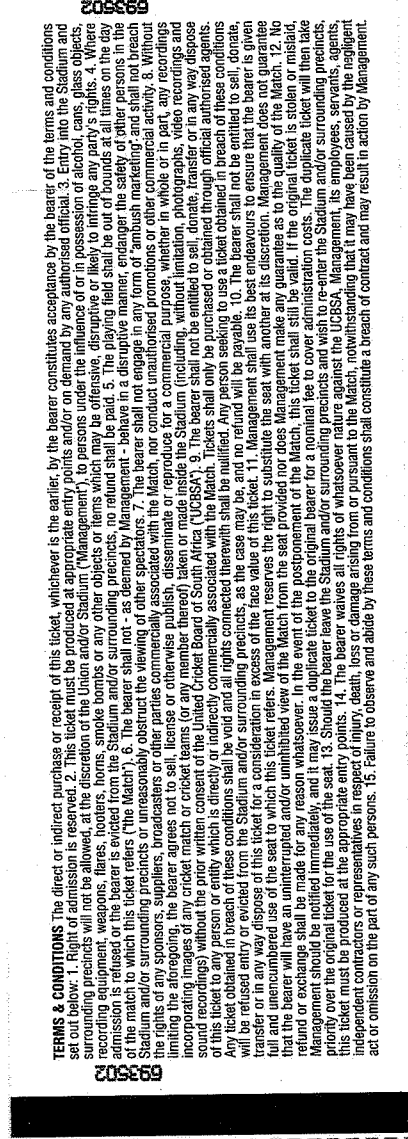 TERMS & CONDITIONS The direct or indirect purchase or receipt of this ticket, whichever is the earlier, by the bearer constitutes acceptance by the bearer of the terms and conditions
set out below: 1. Right of admission is reserved. 2. This ticket must be produced at appropriate entry points and/or on demand by any authorised official. 3. Entry into the Stadium and
surrounding precincts will not be allowed, at the discretion of the Union and/or Stadium ("Management"), to persons under the influence of or in possession of alcohol, cans, glass objects,
recording equipment, weapons, flares, hooters, horns, smoke bombs or any other objects or items which may be offensive, disruptive or likely to infringe any party's rights. 4. Where
admission is refused or the bearer is evicted from the Stadium and/or surrounding precincts, no refund shall be paid. 5. The playing field shall be out of bounds at all times on the day
of the match to which this ticket refers ("the Match"). 6. The bearer shall not - as deemed by Management - behave in a disruptive manner, endanger the safety of other persons in the
Stadium and/or surrounding precincts or unreasonably obstruct the viewing of other spectators. 7. The bearer shall not engage in any form of "ambush marketing" and shall not breach
the rights of any sponsors, suppliers, broadcasters or other parties commercially associated with the Match, nor conduct unauthorised promotions or other commercial activity. 8. Without
limiting the aforegoing, the bearer agrees not to sell, license or otherwise publish, disseminate or reproduce for a commercial purpose, whether in whole or in part, any recordings
incorporating images of any cricket match or cricket teams (or any member thereof) taken or made inside the Stadium (including, without limitation, photographs, video recordings and
sound recordings) without the prior written consent of the United Cricket Board of South Africa ("UCBSA"). 9. The bearer shall not be entitled to sell, donate, transfer or in any way dispose
of this ticket to any person or entity which is directly or indirectly commercially associated with the Match. Tickets shall only be purchased or obtained through official authorised agents.
Any ticket obtained in breach of these conditions shall be void and all rights connected therewith shall be nullified. Any person seeking to use a ticket obtained in breach of these conditions
will be refused entry or evicted from the Stadium and/or surrounding precincts, as the case may be, and no refund will be payable. 10. The bearer shall not be entitled to sell, donate,
transfer or in any way dispose of this ticket for a consideration in excess of the face value of this ticket. 11. Management shall use its best endeavours to ensure that the bearer is given
full and unencumbered use of the seat to which this ticket refers. Management reserves the right to substitute the seat with another at its discretion. Management does not guarantee
that the bearer will have an uninterrupted and/or uninhibited view of the Match from the seat provided nor does Management make any guarantee as to the quality of the Match. 12. No
refund or exchange shall be made for any reason whatsoever. In the event of the postponement of the Match, this ticket shall still be valid. If the original ticket is stolen or mislaid,
Management should be notified immediately, and it may issue a duplicate ticket to the original bearer for a nominal fee to cover administration costs. The duplicate ticket will then take
priority over the original ticket for the use of the seat. 13. Should the bearer leave the Stadium and/or surrounding precincts and wish to re-enter the Stadium and/or surrounding precincts,
this ticket must be produced at the appropriate entry points. 14. The bearer waives all rights of whatsoever nature against the UCBSA, Management, its employees, servants, agents,
independent contractors or representatives in respect of injury, death, loss or damage arising from or pursuant to the Match, notwithstanding that it may have been caused by the negligent
act or omission on the part of any such persons. 15. Failure to observe and abide by these terms and conditions shall constitute a breach of contract and may result in action by Management.
693502
693502